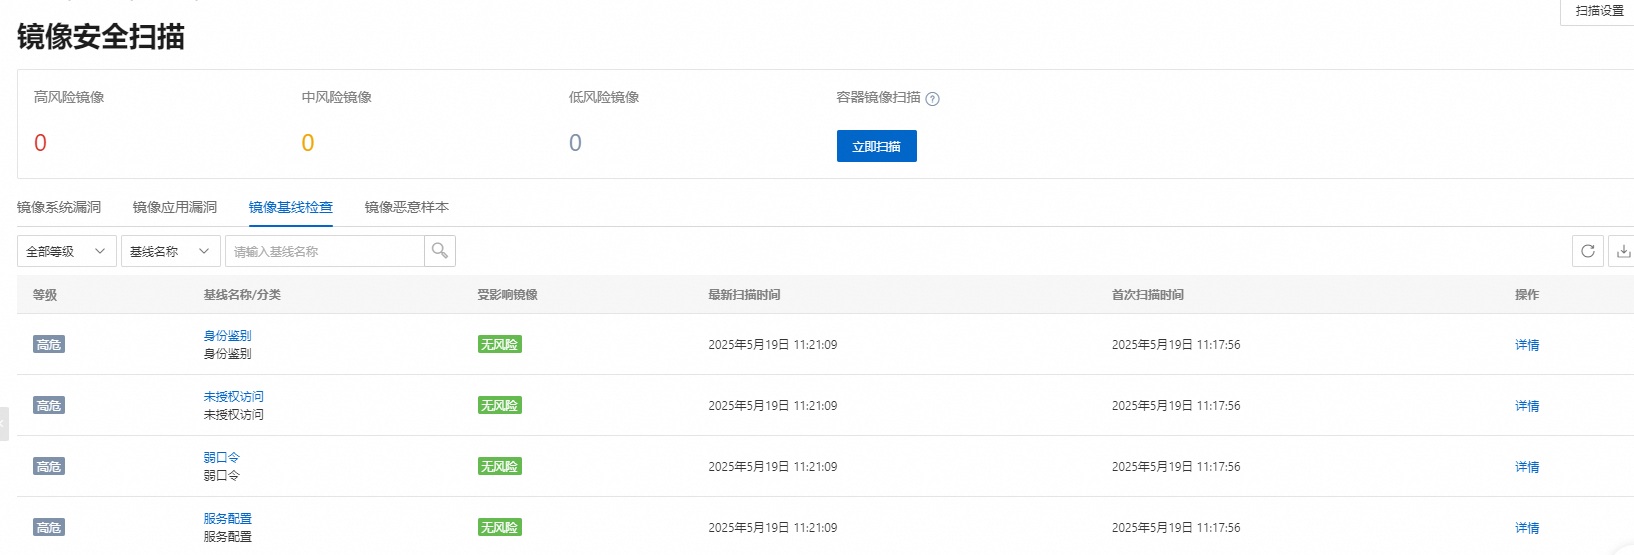 扫描设置
镜像安全扫描
高风险镜像 中风险镜像 低风险镜像 容器镜像扫描 ?
0 0 0 立即扫描
镜像系统漏洞 镜像应用漏洞 镜像基线检查 镜像恶意样本
全部等级 基线名称 请输入基线名称
等级 基线名称/分类 受影响镜像 最新扫描时间 首次扫描时间 操作
高危 身份鉴别 无风险 2025年5月19日 11:21:09 2025年5月19日 11:17:56 详情
身份鉴别
高危 未授权访问 无风险 2025年5月19日 11:21:09 2025年5月19日 11:17:56 详情
未授权访问
高危 弱口令 无风险 2025年5月19日 11:21:09 2025年5月19日 11:17:56 详情
弱口令
高危 服务配置 无风险 2025年5月19日 11:21:09 2025年5月19日 11:17:56 详情
服务配置